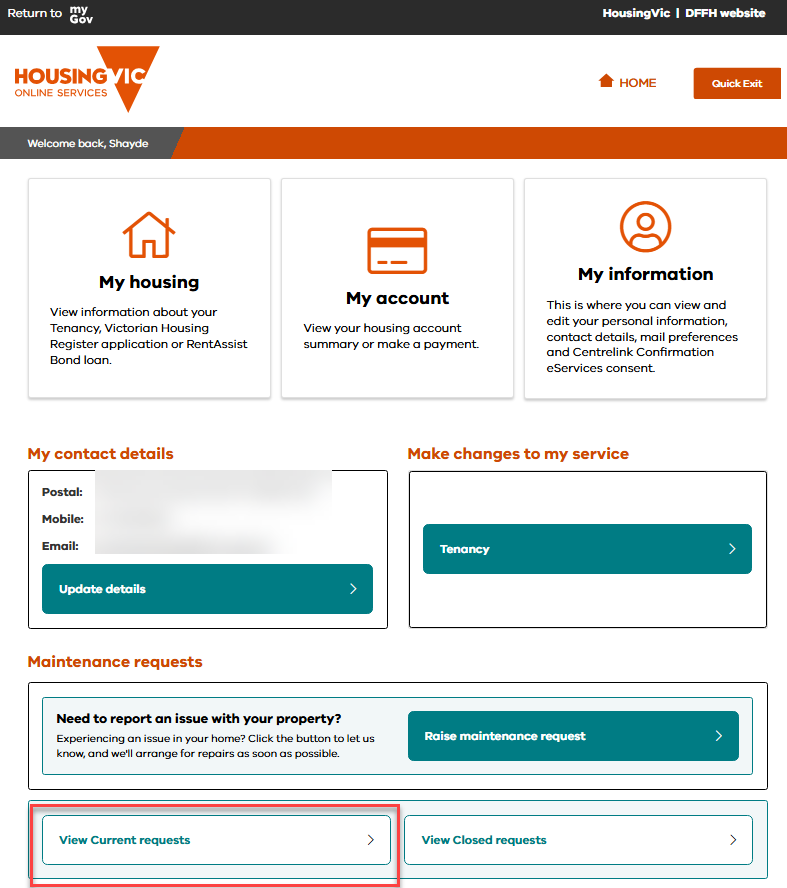 Return to my Gov
HousingVic | DFFH website
HOUSINGVIC
ONLINE SERVICES
HOME
Quick Exit
Welcome back, Shayde
My housing
View information about your
Tenancy, Victorian Housing
Register application or RentAssist
Bond loan.
My account
View your housing account
summary or make a payment.
My information
This is where you can view and
edit your personal information,
contact details, mail preferences
and Centrelink Confirmation
eServices consent.
My contact details
Postal:
Mobile:
Email:
Update details
Make changes to my service
Tenancy
Maintenance requests
Need to report an issue with your property?
Experiencing an issue in your home? Click the button to let us
know, and we'll arrange for repairs as soon as possible.
Raise maintenance request
View Current requests
View Closed requests